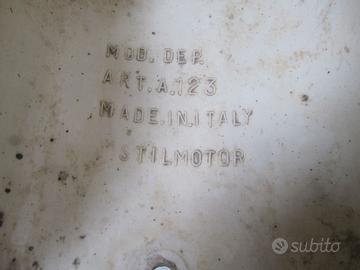 MOD. DEP.
ART.A.123
MADE.IN.ITALY
STILMOTOR
subito